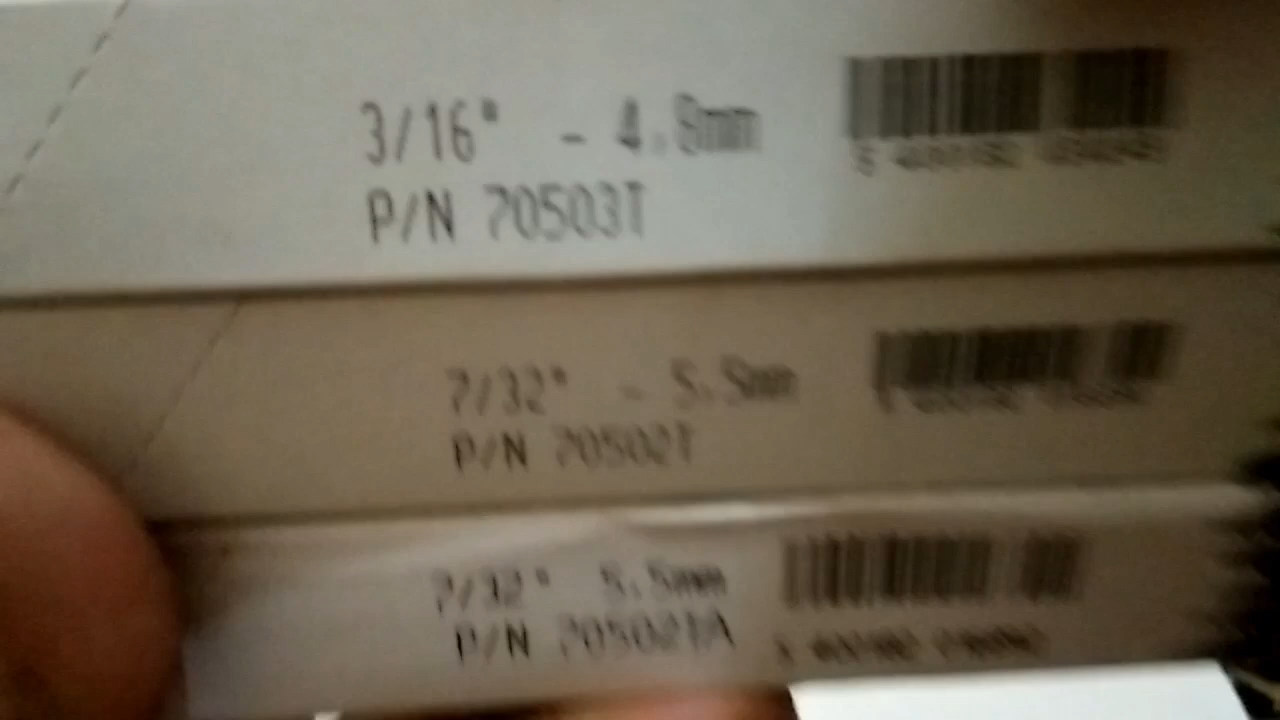 3/16" - 4.8mm
P/N 70503T
7/32" - 5.5mm
P/N 70502T
7/32" 5.5mm
P/N 70502TA